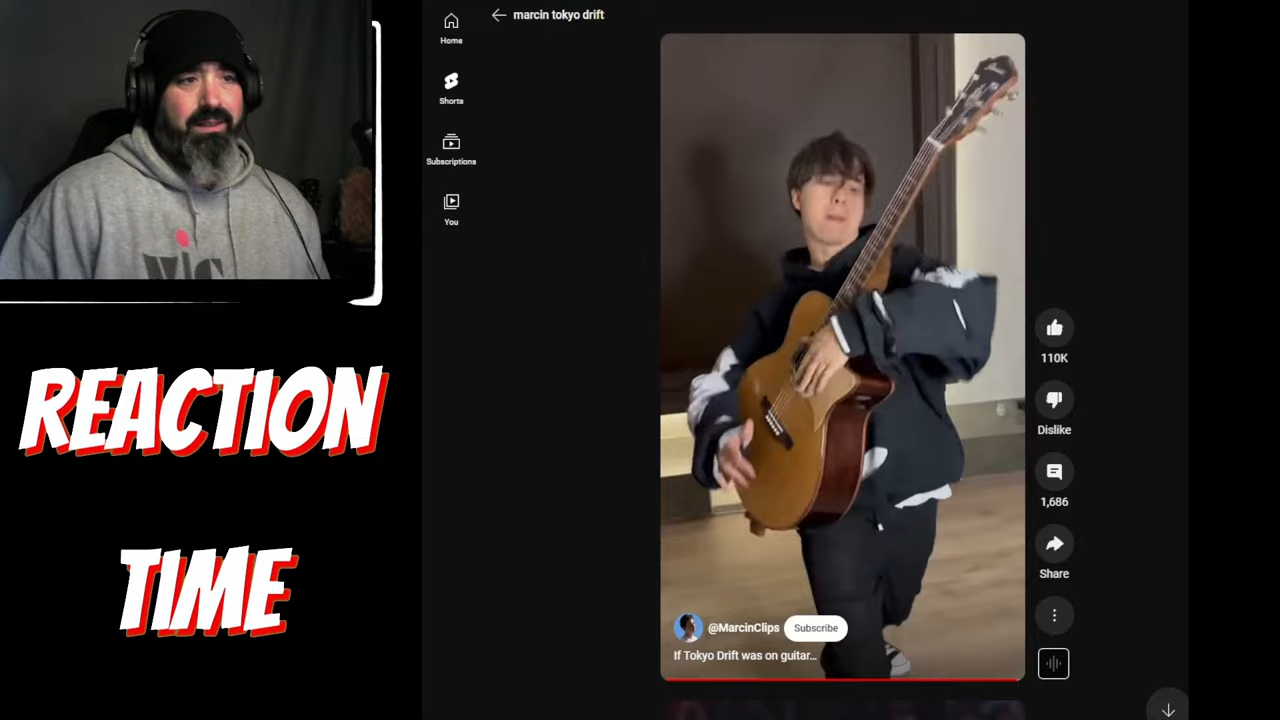 marcin tokyo drift
Home
Shorts
Subscriptions
You
VIC
REACTION
TIME
110K
Dislike
1,686
Share
@MarcinClips
Subscribe
If Tokyo Drift was on guitar...